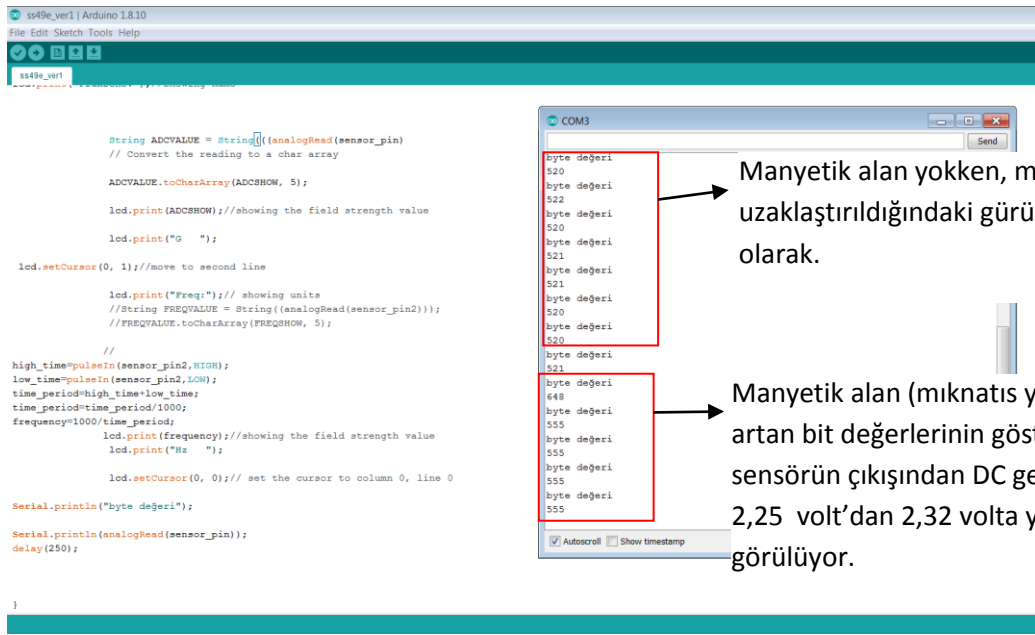 ss49e_ver1 | Arduino 1.8.10
File Edit Sketch Tools Help
ss49e_ver1
String ADCVALUE = String(((analogRead(sensor_pin)
// Convert the reading to a char array
ADCVALUE.toCharArray(ADCSHOW, 5);
lcd.print(ADCSHOW);//showing the field strength value
lcd.print("G   ");
lcd.setCursor(0, 1);//move to second line
lcd.print("Freq:");// showing units
//String FREQVALUE = String((analogRead(sensor_pin2)));
//FREQVALUE.toCharArray(FREQSHOW, 5);
//
high_time=pulseIn(sensor_pin2,HIGH);
low_time=pulseIn(sensor_pin2,LOW);
time_period=high_time+low_time;
time_period=time_period/1000;
frequency=1000/time_period;
lcd.print(frequency);//showing the field strength value
lcd.print("Hz   ");
lcd.setCursor(0, 0);// set the cursor to column 0, line 0
Serial.println("byte değeri");
Serial.println(analogRead(sensor_pin));
delay(250);
}
COM3
Send
byte değeri
520
byte değeri
522
byte değeri
520
byte değeri
521
byte değeri
521
byte değeri
520
byte değeri
520
byte değeri
521
byte değeri
648
byte değeri
555
byte değeri
555
byte değeri
555
byte değeri
555
Autoscroll Show timestamp
Manyetik alan yokken, m
uzaklaştırıldığındaki gürü
olarak.
Manyetik alan (mıknatıs y
artan bit değerlerinin göst
sensörün çıkışından DC ge
2,25 volt’dan 2,32 volta y
görülüyor.